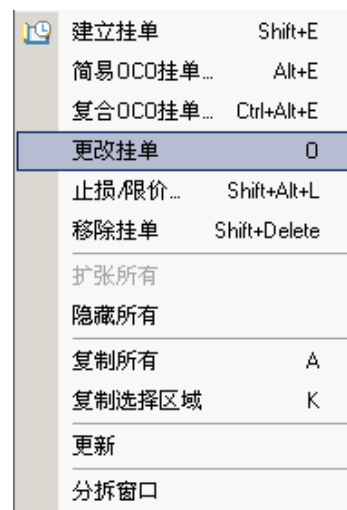 建立挂单 Shift+E
简易OCO挂单... Alt+E
复合OCO挂单... Ctrl+Alt+E
更改挂单 O
止损/限价... Shift+Alt+L
移除挂单 Shift+Delete
扩张所有
隐藏所有
复制所有 A
复制选择区域 K
更新
分拆窗口